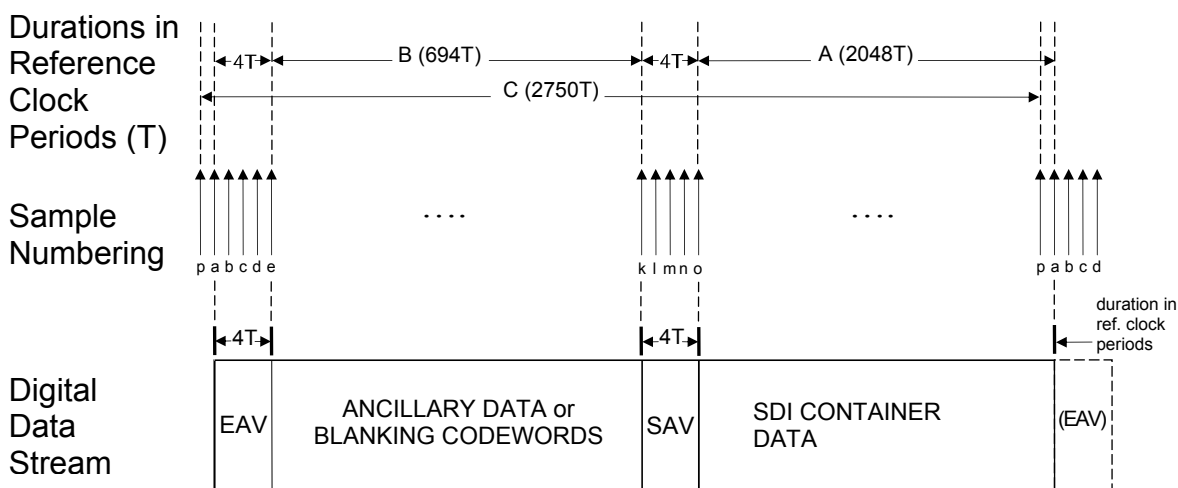 Durations in
Reference
Clock
Periods (T)
4T
B (694T)
4T
A (2048T)
C (2750T)
Sample
Numbering
. . . .
. . . .
p a b c d e
k l m n o
p a b c d
4T
4T
duration in
ref. clock
periods
Digital
Data
Stream
EAV
ANCILLARY DATA or
BLANKING CODEWORDS
SAV
SDI CONTAINER
DATA
(EAV)